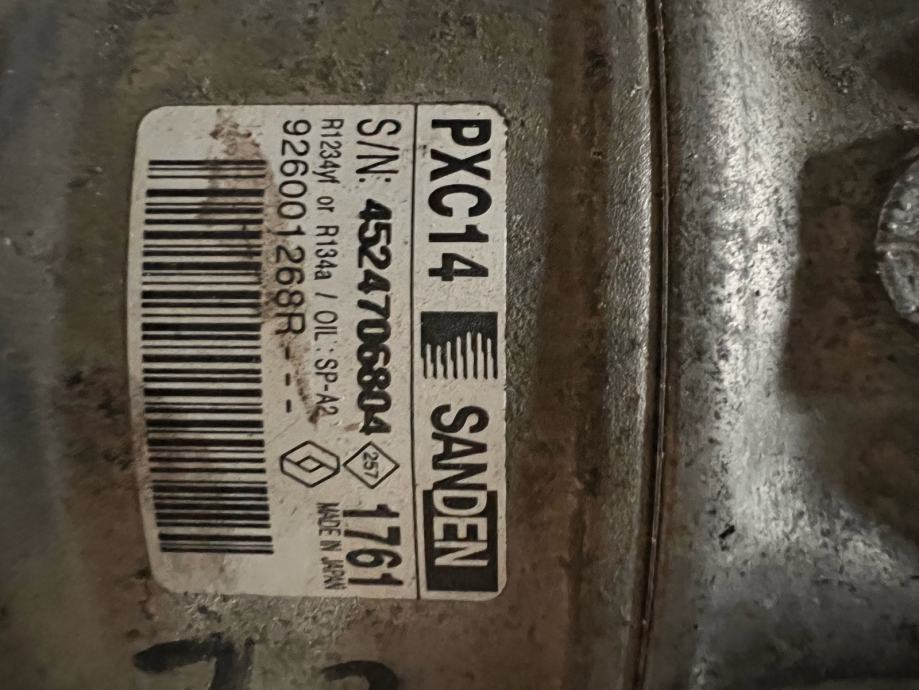 PXC14 SANDEN
S/N: 4524706804 257 1761
R1234yf or R134a / OIL : SP-A2 MADE IN JAPAN
926001268R - - -